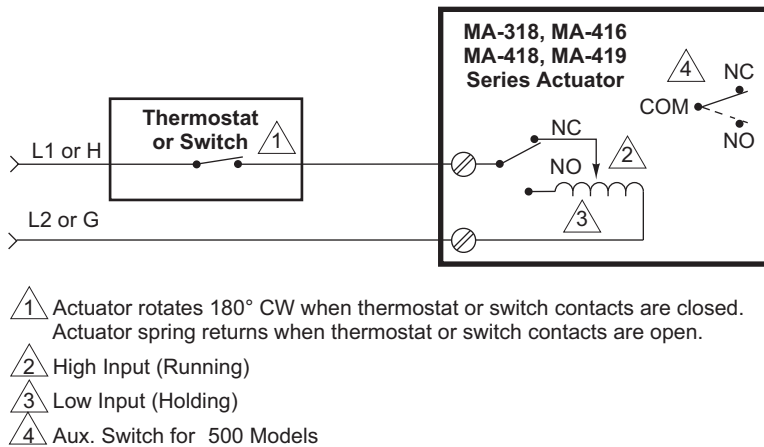 MA-318, MA-416
MA-418, MA-419
Series Actuator
4
NC
COM
NO
Thermostat
or Switch
1
L1 or H
NC
2
NO
3
L2 or G
1 Actuator rotates 180° CW when thermostat or switch contacts are closed.
Actuator spring returns when thermostat or switch contacts are open.
2 High Input (Running)
3 Low Input (Holding)
4 Aux. Switch for 500 Models